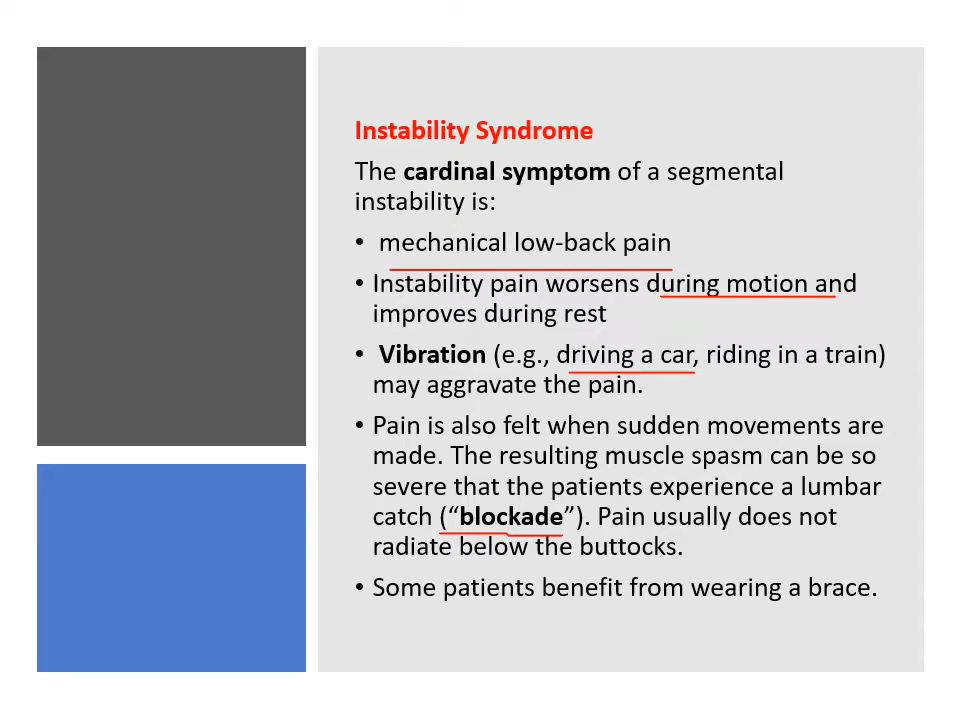 Instability Syndrome
The cardinal symptom of a segmental
instability is:
• mechanical low-back pain
• Instability pain worsens during motion and
improves during rest
• Vibration (e.g., driving a car, riding in a train)
may aggravate the pain.
• Pain is also felt when sudden movements are
made. The resulting muscle spasm can be so
severe that the patients experience a lumbar
catch (“blockade”). Pain usually does not
radiate below the buttocks.
• Some patients benefit from wearing a brace.